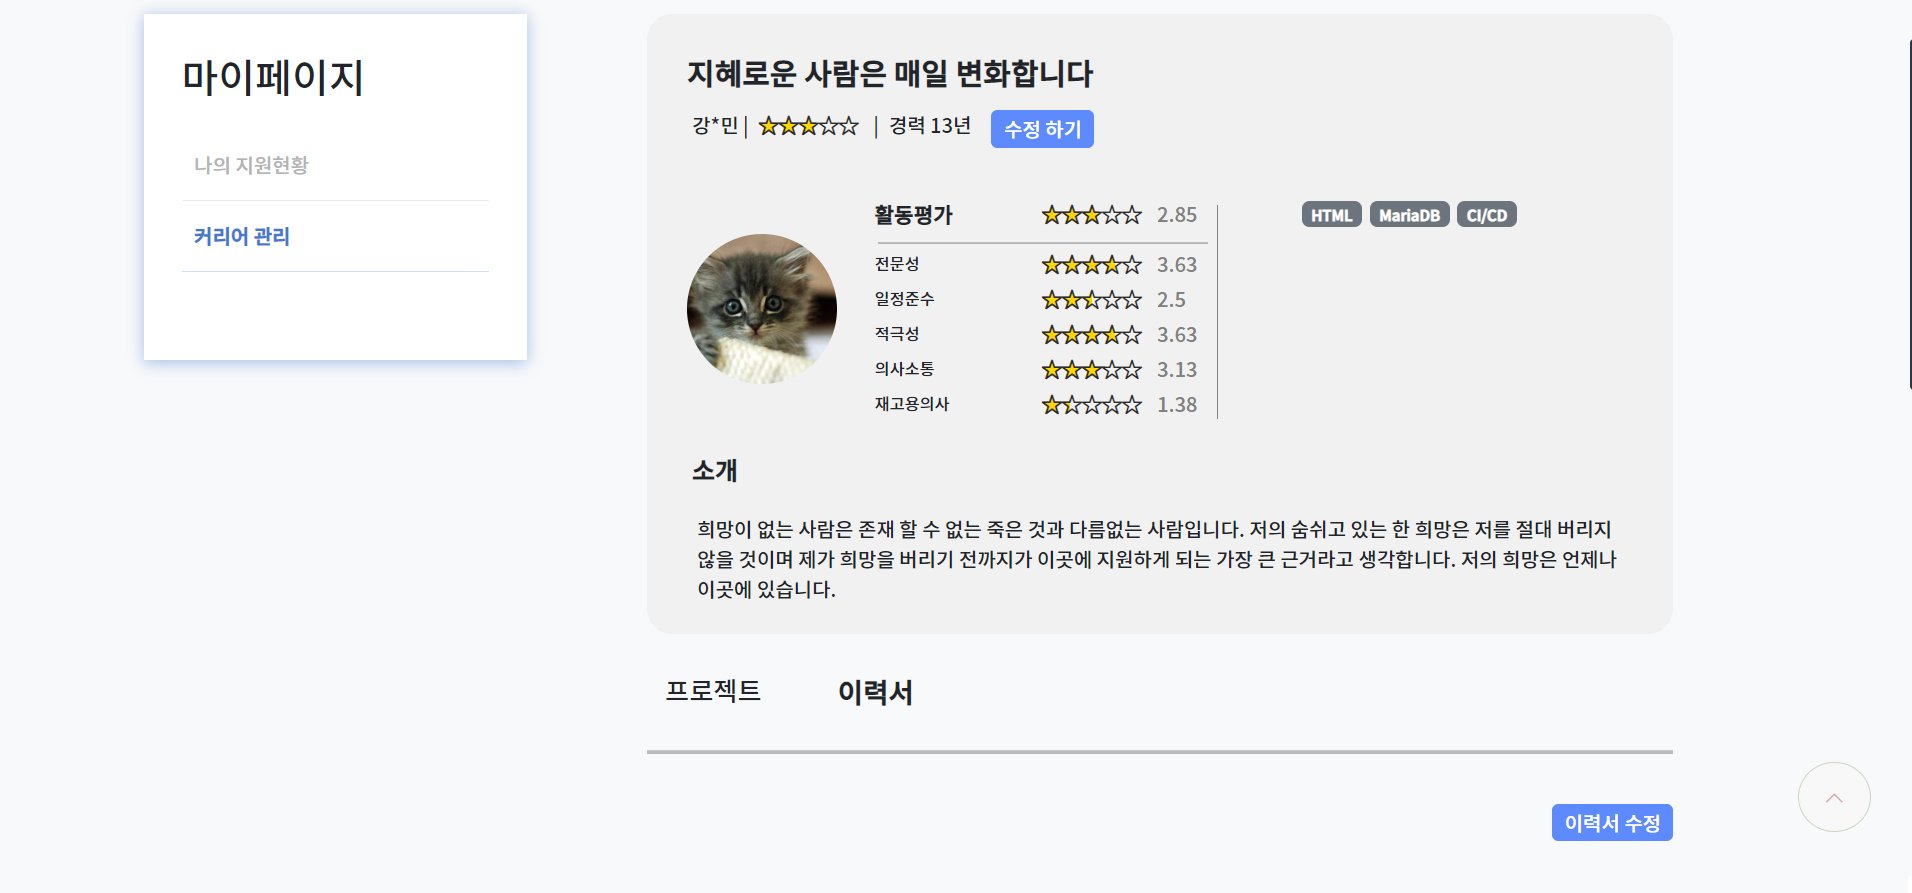 마이페이지
나의 지원현황
커리어 관리
지혜로운 사람은 매일 변화합니다
강*민 | ★★★☆☆ | 경력 13년 수정 하기
활동평가 ★★★☆☆ 2.85
전문성 3.63
일정준수 2.5
적극성 3.63
의사소통 3.13
재고용의사 1.38
HTML MariaDB CI/CD
소개
희망이 없는 사람은 존재 할 수 없는 죽은 것과 다름없는 사람입니다. 저의 숨쉬고 있는 한 희망은 저를 절대 버리지
않을 것이며 제가 희망을 버리기 전까지가 이곳에 지원하게 되는 가장 큰 근거라고 생각합니다. 저의 희망은 언제나
이곳에 있습니다.
프로젝트 이력서
이력서 수정